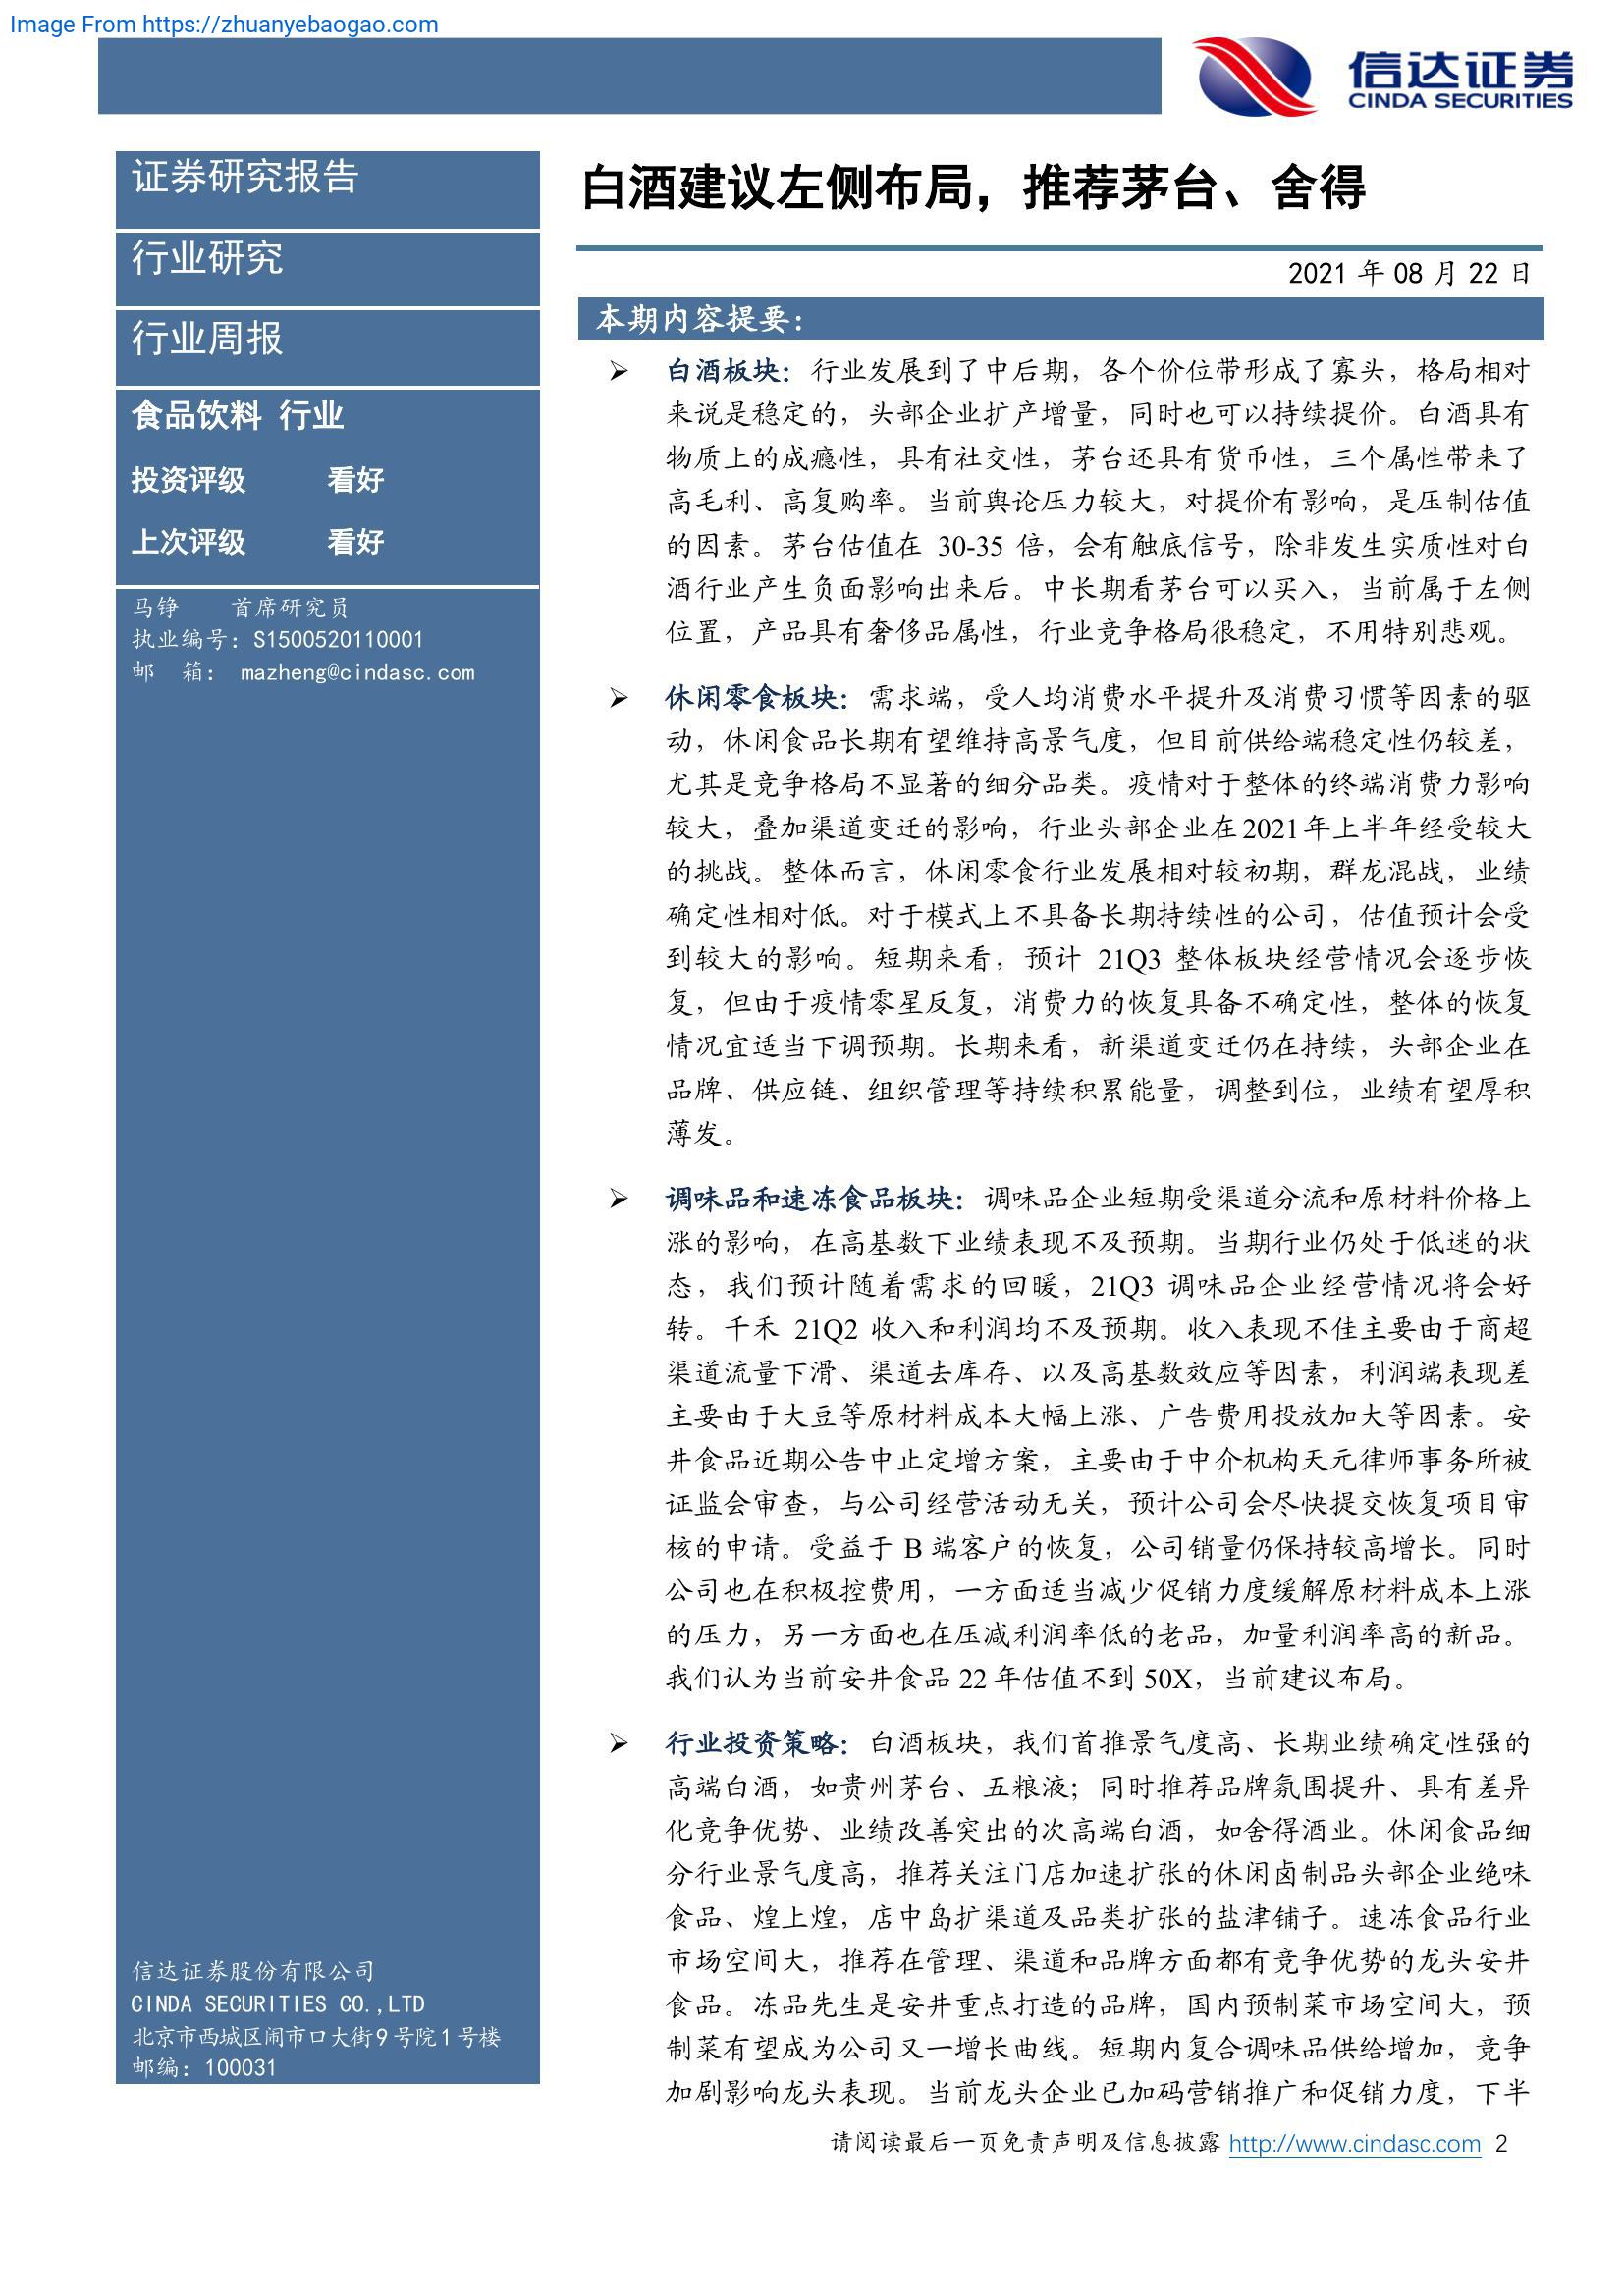 Image From https://zhuanyebaogao.com
信达证券
CINDA SECURITIES
证券研究报告
行业研究
行业周报
食品饮料 行业
投资评级 看好
上次评级 看好
马铮 首席研究员
执业编号：S1500520110001
邮 箱： mazheng@cindasc.com
信达证券股份有限公司
CINDA SECURITIES CO.,LTD
北京市西城区闹市口大街9号院1号楼
邮编：100031
白酒建议左侧布局，推荐茅台、舍得
2021 年 08 月 22 日
本期内容提要：
➢ 白酒板块：行业发展到了中后期，各个价位带形成了寡头，格局相对
来说是稳定的，头部企业扩产增量，同时也可以持续提价。白酒具有
物质上的成瘾性，具有社交性，茅台还具有货币性，三个属性带来了
高毛利、高复购率。当前舆论压力较大，对提价有影响，是压制估值
的因素。茅台估值在 30-35 倍，会有触底信号，除非发生实质性对白
酒行业产生负面影响出来后。中长期看茅台可以买入，当前属于左侧
位置，产品具有奢侈品属性，行业竞争格局很稳定，不用特别悲观。
➢ 休闲零食板块：需求端，受人均消费水平提升及消费习惯等因素的驱
动，休闲食品长期有望维持高景气度，但目前供给端稳定性仍较差，
尤其是竞争格局不显著的细分品类。疫情对于整体的终端消费力影响
较大，叠加渠道变迁的影响，行业头部企业在2021年上半年经受较大
的挑战。整体而言，休闲零食行业发展相对较初期，群龙混战，业绩
确定性相对低。对于模式上不具备长期持续性的公司，估值预计会受
到较大的影响。短期来看，预计 21Q3 整体板块经营情况会逐步恢
复，但由于疫情零星反复，消费力的恢复具备不确定性，整体的恢复
情况宜适当下调预期。长期来看，新渠道变迁仍在持续，头部企业在
品牌、供应链、组织管理等持续积累能量，调整到位，业绩有望厚积
薄发。
➢ 调味品和速冻食品板块：调味品企业短期受渠道分流和原材料价格上
涨的影响，在高基数下业绩表现不及预期。当期行业仍处于低迷的状
态，我们预计随着需求的回暖，21Q3 调味品企业经营情况将会好
转。千禾 21Q2 收入和利润均不及预期。收入表现不佳主要由于商超
渠道流量下滑、渠道去库存、以及高基数效应等因素，利润端表现差
主要由于大豆等原材料成本大幅上涨、广告费用投放加大等因素。安
井食品近期公告中止定增方案，主要由于中介机构天元律师事务所被
证监会审查，与公司经营活动无关，预计公司会尽快提交恢复项目审
核的申请。受益于 B 端客户的恢复，公司销量仍保持较高增长。同时
公司也在积极控费用，一方面适当减少促销力度缓解原材料成本上涨
的压力，另一方面也在压减利润率低的老品，加量利润率高的新品。
我们认为当前安井食品 22 年估值不到 50X，当前建议布局。
➢ 行业投资策略：白酒板块，我们首推景气度高、长期业绩确定性强的
高端白酒，如贵州茅台、五粮液；同时推荐品牌氛围提升、具有差异
化竞争优势、业绩改善突出的次高端白酒，如舍得酒业。休闲食品细
分行业景气度高，推荐关注门店加速扩张的休闲卤制品头部企业绝味
食品、煌上煌，店中岛扩渠道及品类扩张的盐津铺子。速冻食品行业
市场空间大，推荐在管理、渠道和品牌方面都有竞争优势的龙头安井
食品。冻品先生是安井重点打造的品牌，国内预制菜市场空间大，预
制菜有望成为公司又一增长曲线。短期内复合调味品供给增加，竞争
加剧影响龙头表现。当前龙头企业已加码营销推广和促销力度，下半
请阅读最后一页免责声明及信息披露 http://www.cindasc.com 2